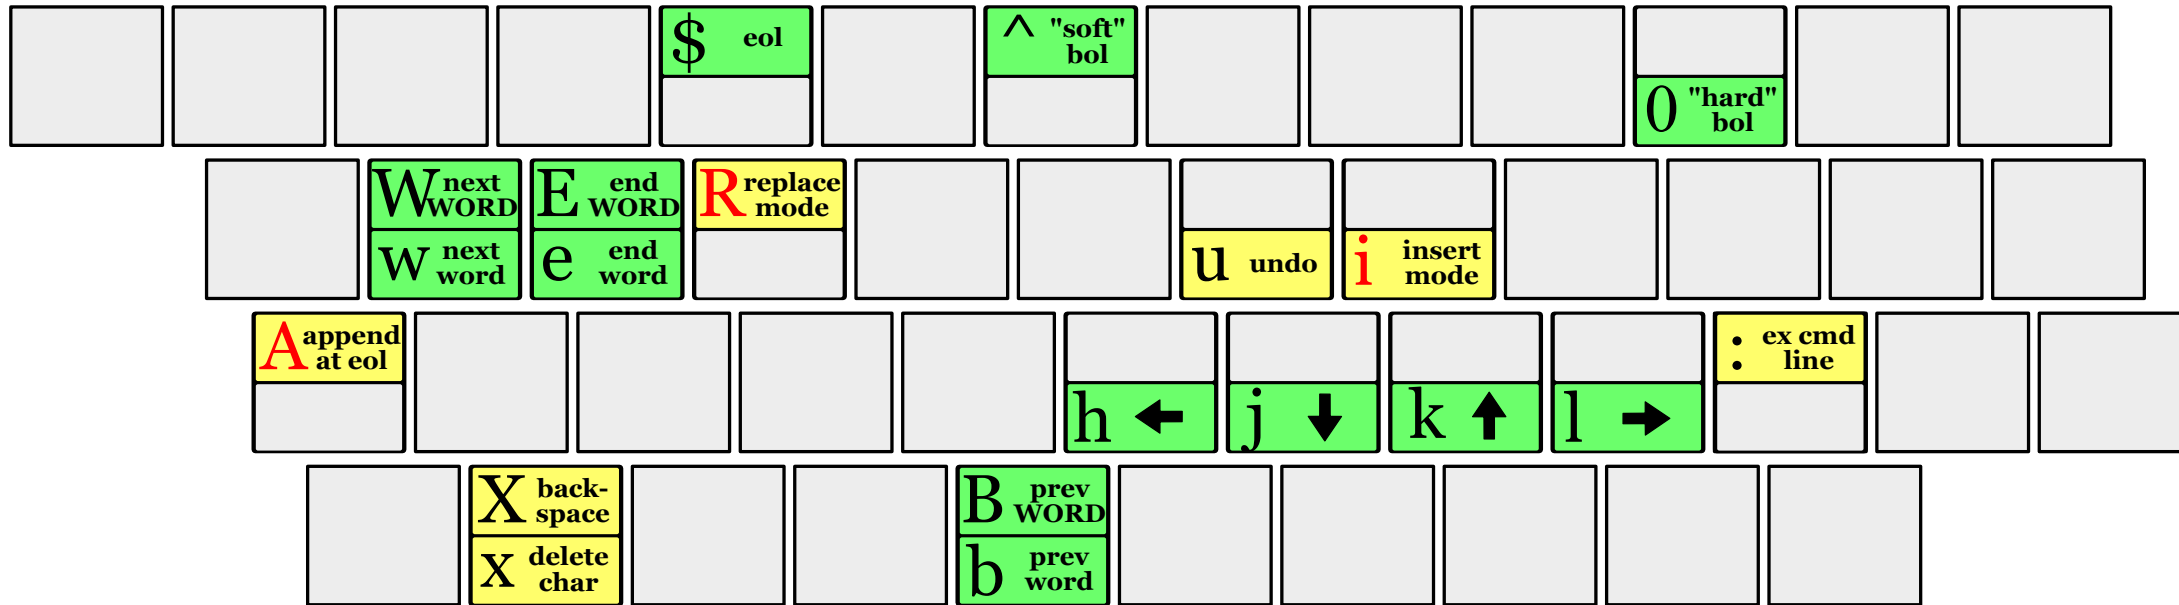 $ eol
^ "soft"
bol
0 "hard"
bol
W next
WORD
E end
WORD
R replace
mode
w next
word
e end
word
u undo
i insert
mode
A append
at eol
: ex cmd
line
h ←
j ↓
k ↑
l →
X back-
space
B prev
WORD
x delete
char
b prev
word